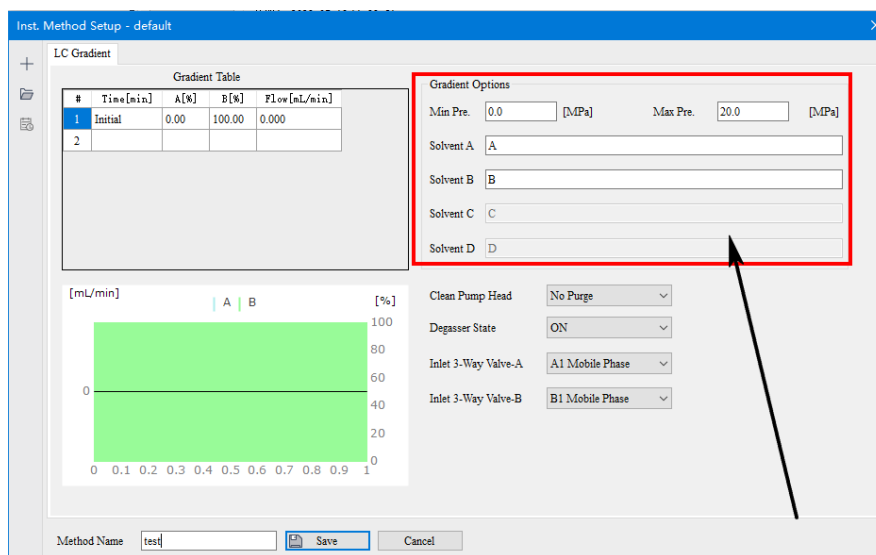 Inst. Method Setup - default
LC Gradient
Gradient Table
# Time[min] A[%] B[%] Flow[mL/min]
1 Initial 0.00 100.00 0.000
2
Gradient Options
Min Pre. 0.0 [MPa] Max Pre. 20.0 [MPa]
Solvent A A
Solvent B B
Solvent C C
Solvent D D
[mL/min] A B [%]
100
80
60
0
40
20
0
0 0.1 0.2 0.3 0.4 0.5 0.6 0.7 0.8 0.9 1
Clean Pump Head No Purge
Degasser State ON
Inlet 3-Way Valve-A A1 Mobile Phase
Inlet 3-Way Valve-B B1 Mobile Phase
Method Name test Save Cancel